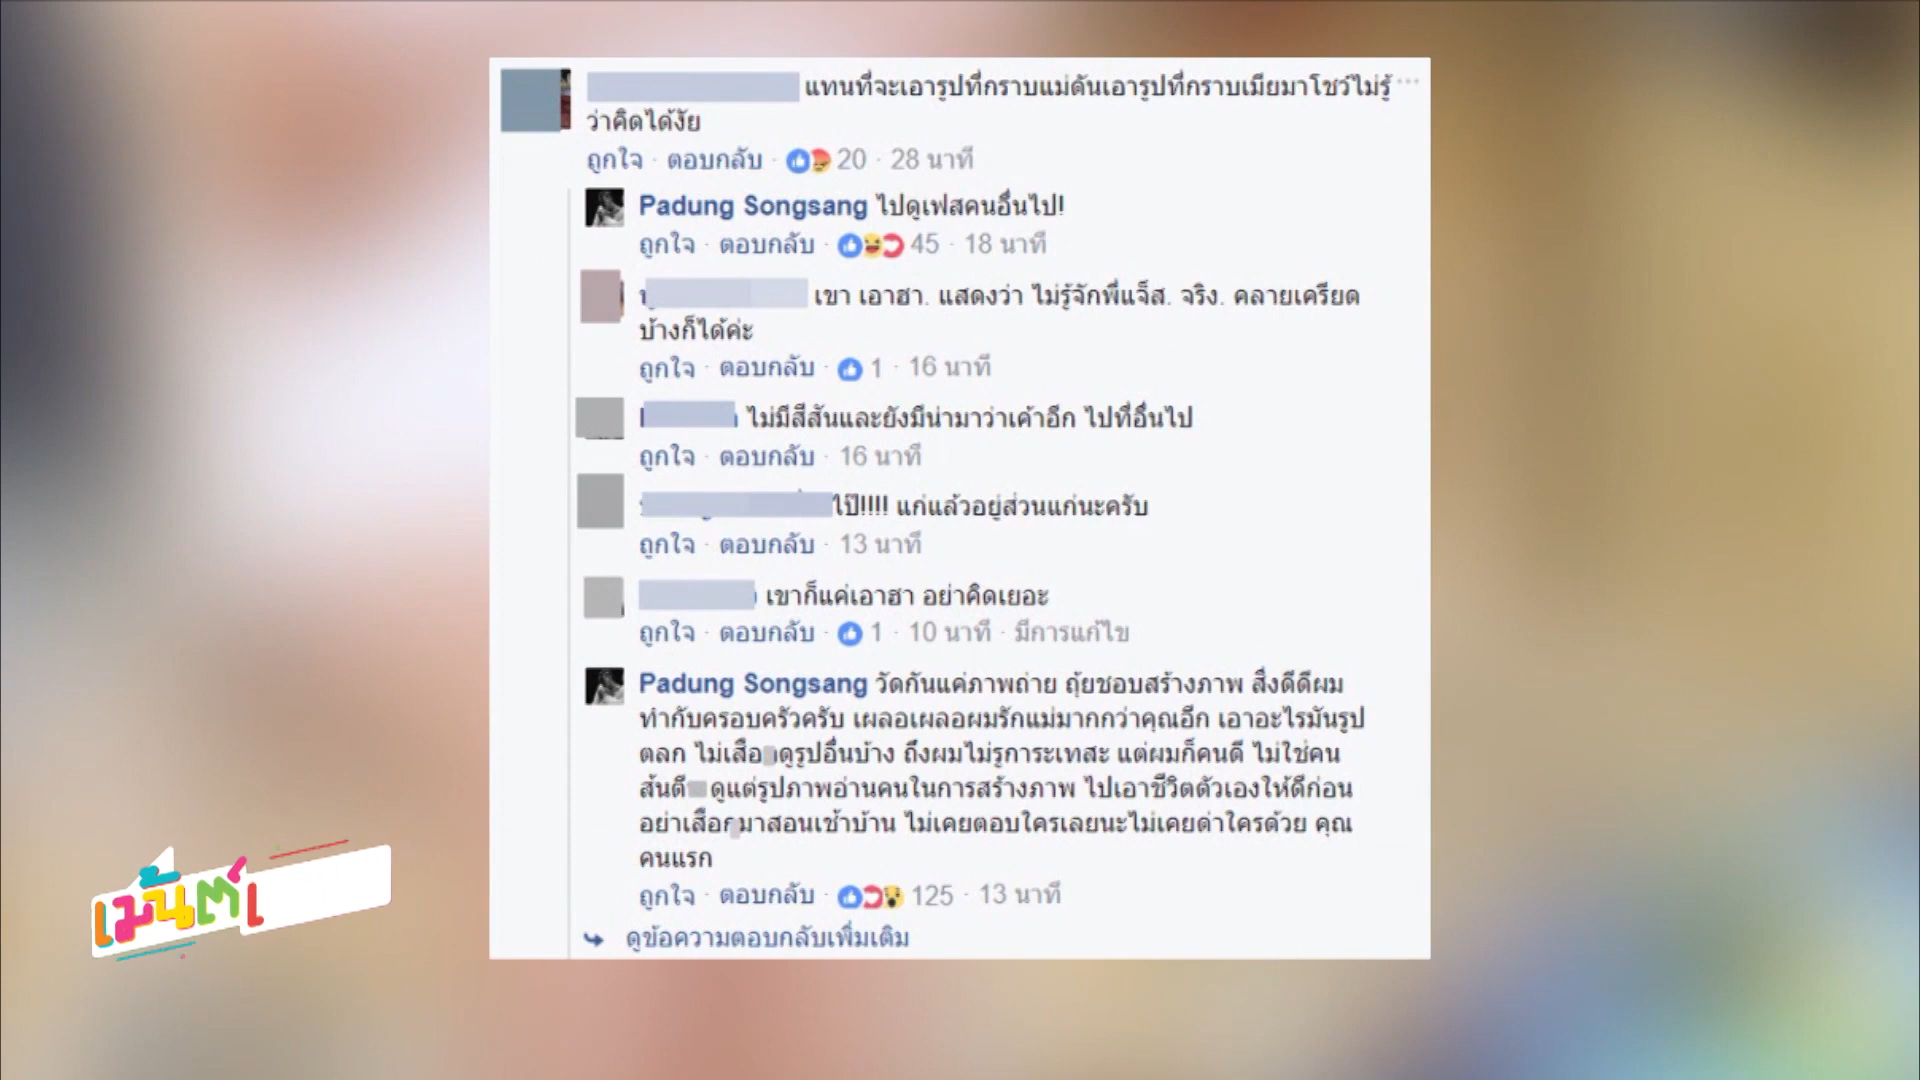 แทนที่จะเอารูปที่กราบแม่ดันเอารูปที่กราบเมียมาโชว์ไม่รู้
ว่าคิดได้งัย
ถูกใจ · ตอบกลับ · 20 · 28 นาที
Padung Songsang ไปดูเฟสคนอื่นไป!
ถูกใจ · ตอบกลับ · 45 · 18 นาที
เขา เอาฮา. แสดงว่า ไม่รู้จักพี่แจ็ส. จริง. คลายเครียด
บ้างก็ได้ค่ะ
ถูกใจ · ตอบกลับ · 1 · 16 นาที
ไม่มีสีสันและยังมีน่ามาว่าเค้าอีก ไปที่อื่นไป
ถูกใจ · ตอบกลับ · 16 นาที
ไป๊!!!! แก่แล้วอยู่ส่วนแก่นะครับ
ถูกใจ · ตอบกลับ · 13 นาที
เขาก็แค่เอาฮา อย่าคิดเยอะ
ถูกใจ · ตอบกลับ · 1 · 10 นาที · มีการแก้ไข
Padung Songsang วัดกันแค่ภาพถ่าย ถุ้ยชอบสร้างภาพ สิ่งดีดีผม
ทำกับครอบครัวครับ เผลอเผลอผมรักแม่มากกว่าคุณอีก เอาอะไรมันรูป
ตลก ไม่เสือ ดูรูปอื่นบ้าง ถึงผมไม่รูการะเทสะ แต่ผมก็คนดี ไม่ใช่คน
ส้นตี ดูแต่รูปภาพอ่านคนในการสร้างภาพ ไปเอาชีวิตตัวเองให้ดีก่อน
อย่าเสือกมาสอนเช้าบ้าน ไม่เคยตอบใครเลยนะไม่เคยด่าใครด้วย คุณ
คนแรก
ถูกใจ · ตอบกลับ · 125 · 13 นาที
ดูข้อความตอบกลับเพิ่มเติม
เม้นต์เ